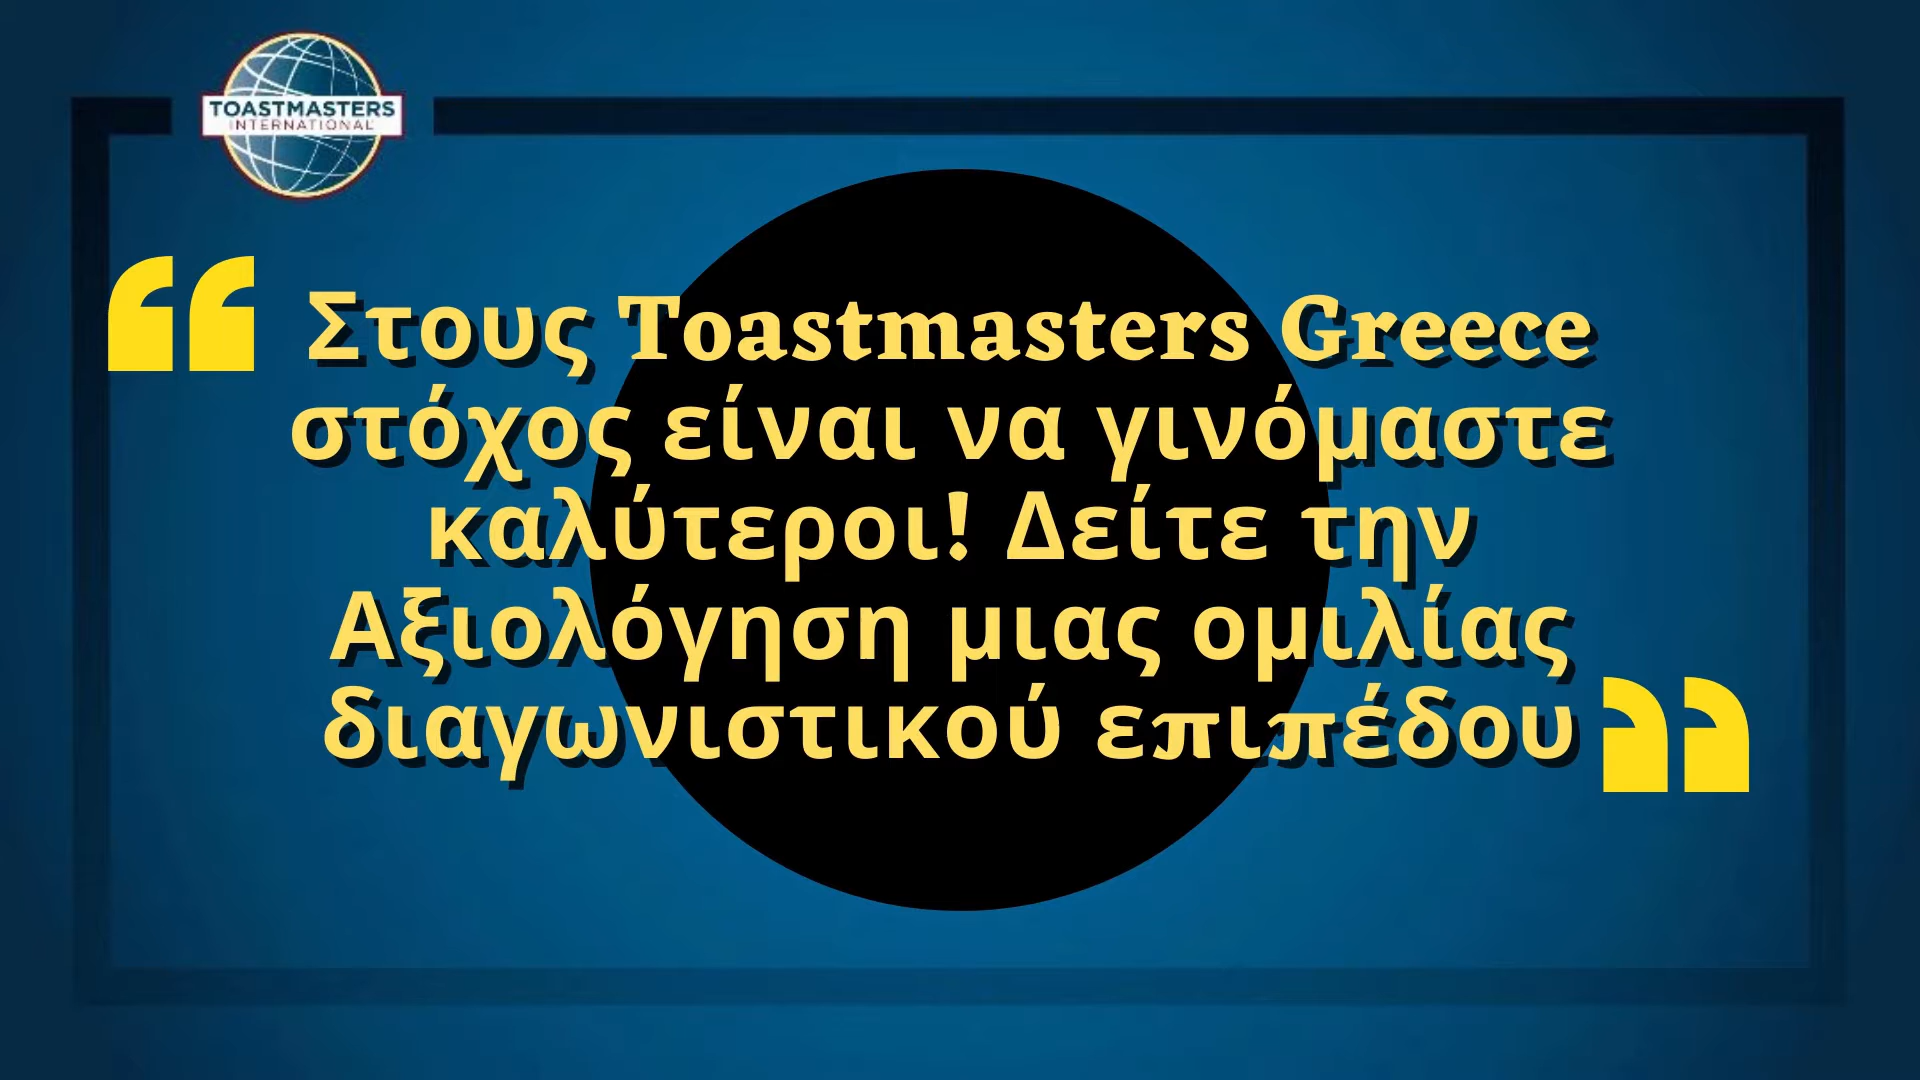 TOASTMASTERS
INTERNATIONAL
“Στους Toastmasters Greece
στόχος είναι να γινόμαστε
καλύτεροι! Δείτε την
Αξιολόγηση μιας ομιλίας
διαγωνιστικού επιπέδου”